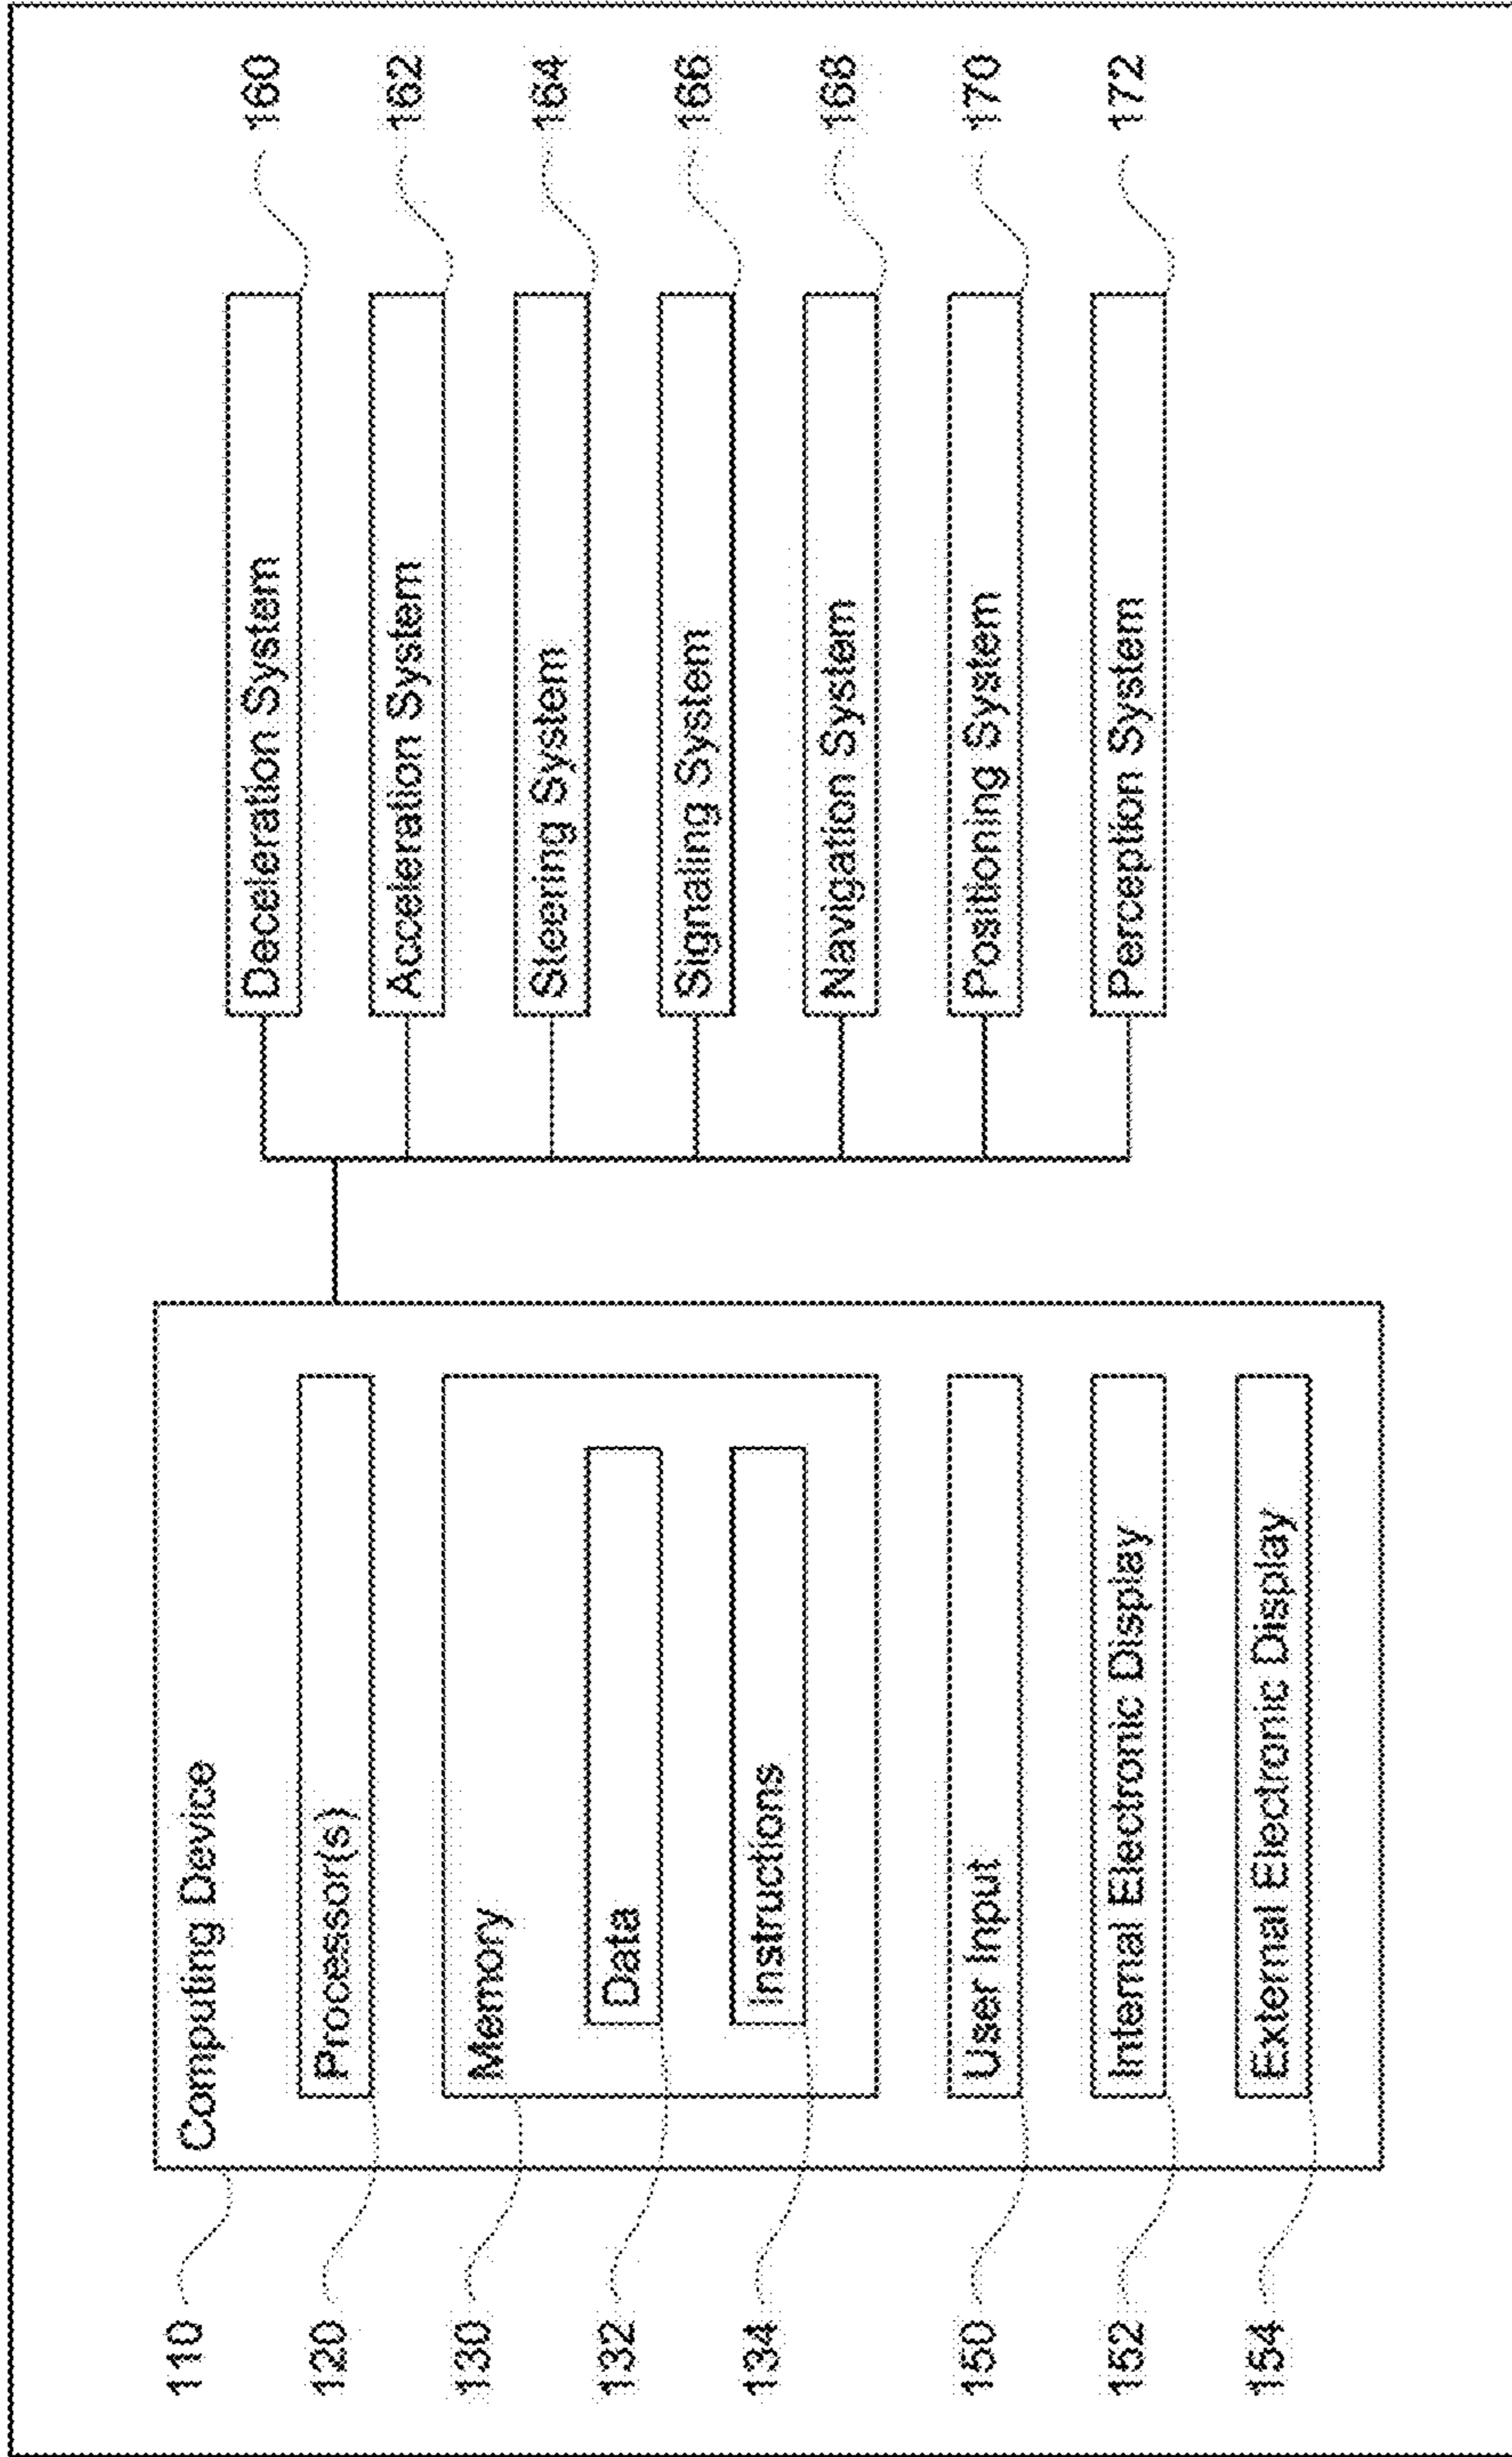 110
Computing Device
120
Processor(s)
130
Memory
132
Data
134
Instructions
150
User Input
152
Internal Electronic Display
154
External Electronic Display
Deceleration System
160
Acceleration System
162
Steering System
164
Signaling System
166
Navigation System
168
Positioning System
170
Perception System
172